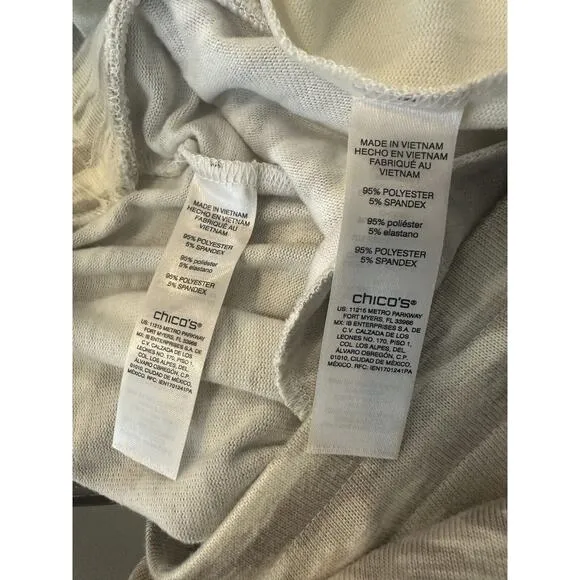 MADE IN VIETNAM
HECHO EN VIETNAM
FABRIQUÉ AU
VIETNAM
95% POLYESTER
5% SPANDEX
95% poliéster
5% elastano
95% POLYESTER
5% SPANDEX
chico's®
US: 11215 METRO PARKWAY
FORT MYERS, FL 33966
MX: IB ENTERPRISES S.A. DE
C.V. CALZADA DE LOS
LEONES NO. 170, PISO 1,
COL. LOS ALPES, DEL.
ÁLVARO OBREGÓN, C.P.
01010, CIUDAD DE MÉXICO,
MÉXICO. RFC: IEN1701241PA
MADE IN VIETNAM
HECHO EN VIETNAM
FABRIQUÉ AU
VIETNAM
95% POLYESTER
5% SPANDEX
95% poliéster
5% elastano
95% POLYESTER
5% SPANDEX
chico's®
US: 11215 METRO PARKWAY
FORT MYERS, FL 33966
MX: IB ENTERPRISES S.A. DE
C.V. CALZADA DE LOS
LEONES NO. 170, PISO 1,
COL. LOS ALPES, DEL.
ÁLVARO OBREGÓN, C.P.
01010, CIUDAD DE MÉXICO,
MÉXICO. RFC: IEN1701241PA